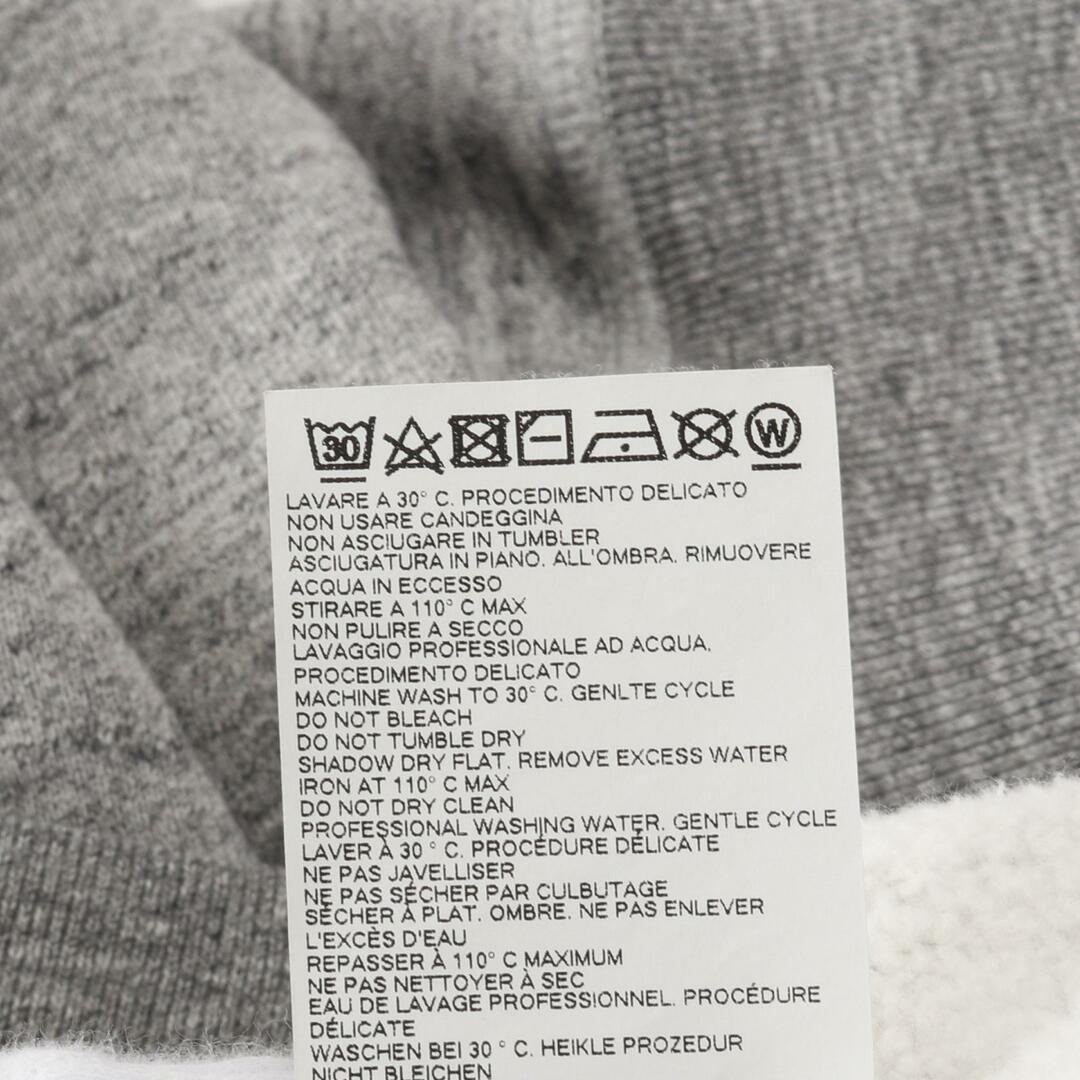 30 W
LAVARE A 30° C. PROCEDIMENTO DELICATO
NON USARE CANDEGGINA
NON ASCIUGARE IN TUMBLER
ASCIUGATURA IN PIANO. ALL'OMBRA. RIMUOVERE
ACQUA IN ECCESSO
STIRARE A 110° C MAX
NON PULIRE A SECCO
LAVAGGIO PROFESSIONALE AD ACQUA.
PROCEDIMENTO DELICATO
MACHINE WASH TO 30° C. GENLTE CYCLE
DO NOT BLEACH
DO NOT TUMBLE DRY
SHADOW DRY FLAT. REMOVE EXCESS WATER
IRON AT 110° C MAX
DO NOT DRY CLEAN
PROFESSIONAL WASHING WATER. GENTLE CYCLE
LAVER À 30 ° C. PROCÉDURE DÉLICATE
NE PAS JAVELLISER
NE PAS SÉCHER PAR CULBUTAGE
SÉCHER À PLAT. OMBRE. NE PAS ENLEVER
L'EXCÈS D'EAU
REPASSER À 110° C MAXIMUM
NE PAS NETTOYER À SEC
EAU DE LAVAGE PROFESSIONNEL. PROCÉDURE
DÉLICATE
WASCHEN BEI 30 ° C. HEIKLE PROZEDUR
NICHT BLEICHEN